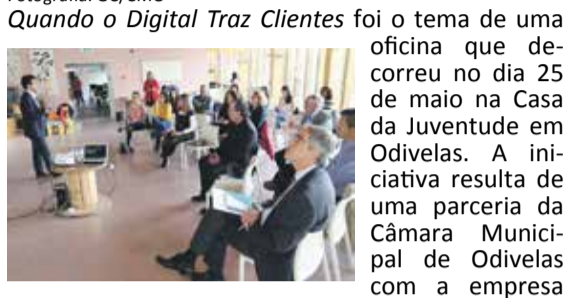 Quando o Digital Traz Clientes foi o tema de uma
oficina que de-
correu no dia 25
de maio na Casa
da Juventude em
Odivelas. A ini-
ciativa resulta de
uma parceria da
Câmara Munici-
pal de Odivelas
com a empresa